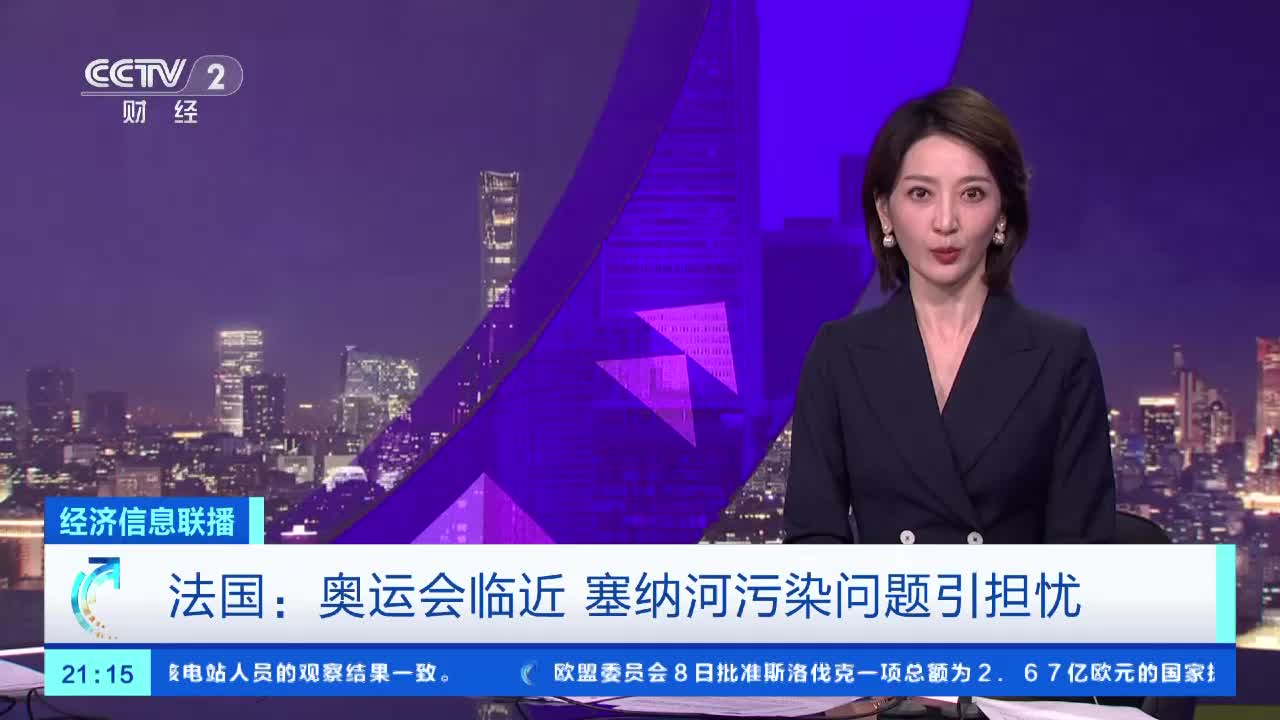 CCTV 2
财 经
经济信息联播
法国：奥运会临近 塞纳河污染问题引担忧
21:15
电站人员的观察结果一致。 欧盟委员会8日批准斯洛伐克一项总额为2．67亿欧元的国家